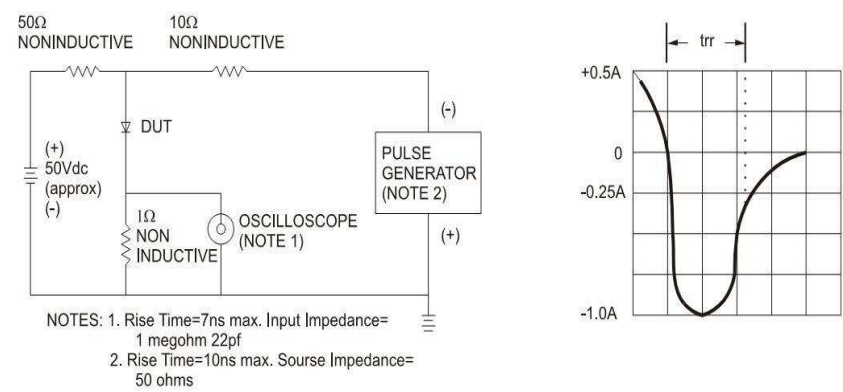 50Ω
NONINDUCTIVE
10Ω
NONINDUCTIVE
DUT
(+)
50Vdc
(approx)
(-)
1Ω
NON
INDUCTIVE
OSCILLOSCOPE
(NOTE 1)
(-)
PULSE
GENERATOR
(NOTE 2)
(+)
NOTES: 1. Rise Time=7ns max. Input Impedance=
1 megohm 22pf
2. Rise Time=10ns max. Sourse Impedance=
50 ohms
trr
+0.5A
0
-0.25A
-1.0A